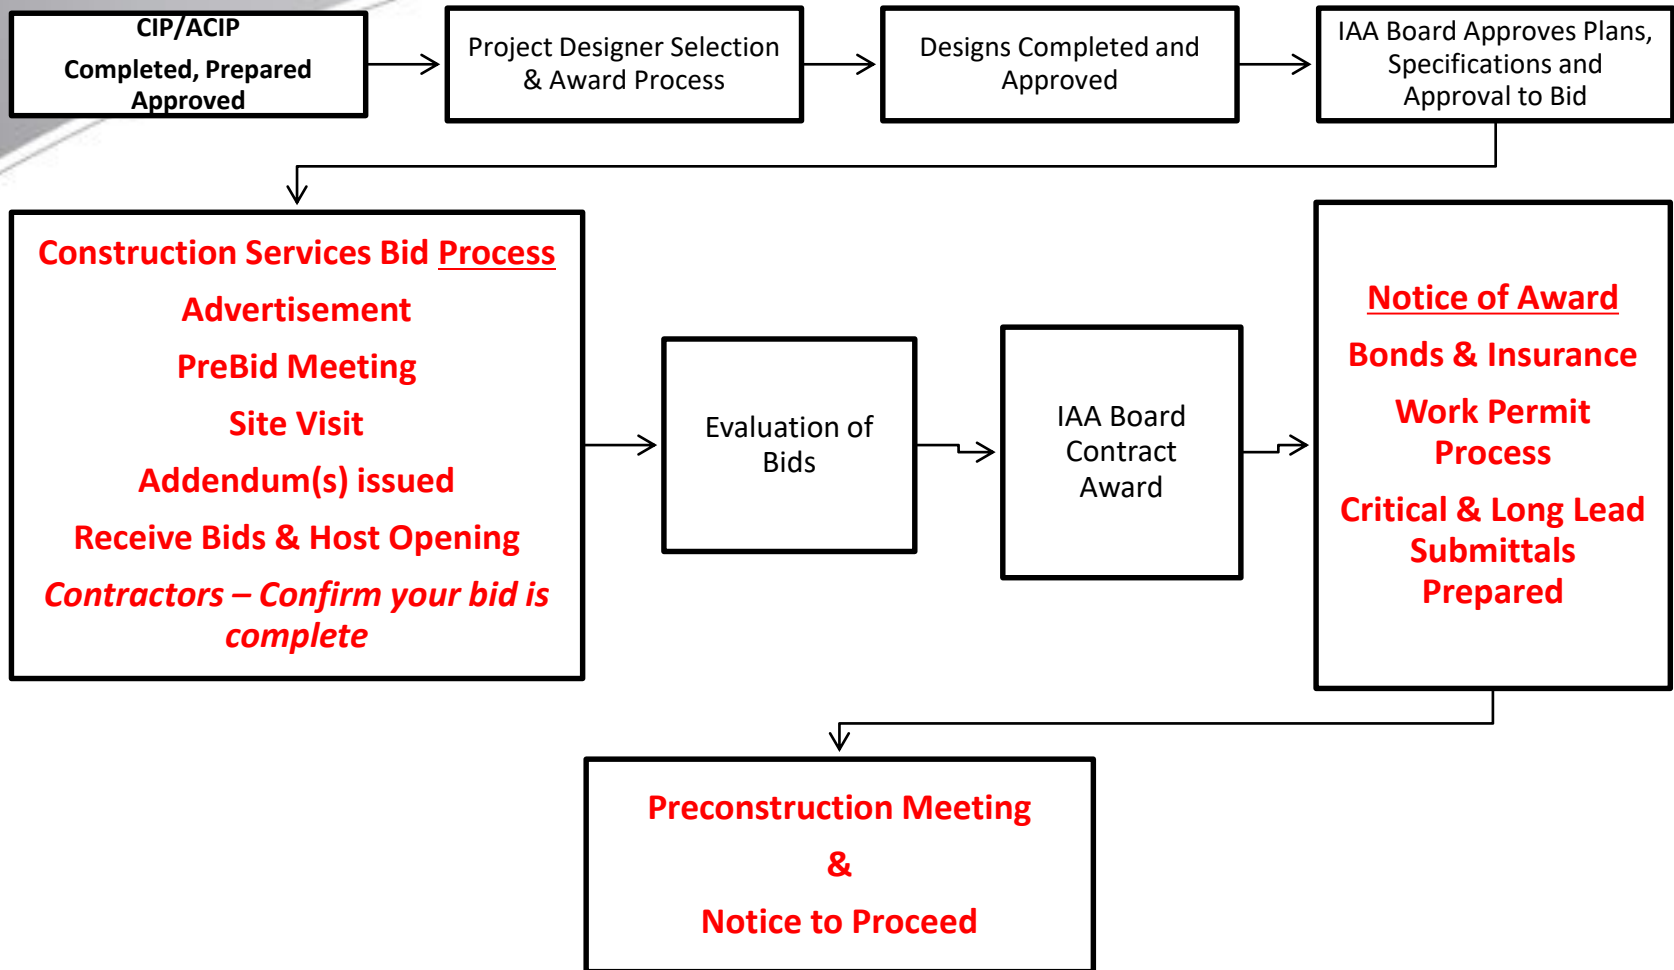 CIP/ACIP
Completed, Prepared
Approved
Project Designer Selection
& Award Process
Designs Completed and
Approved
IAA Board Approves Plans,
Specifications and
Approval to Bid
Construction Services Bid Process
Advertisement
PreBid Meeting
Site Visit
Addendum(s) issued
Receive Bids & Host Opening
Contractors – Confirm your bid is
complete
Evaluation of
Bids
IAA Board
Contract
Award
Notice of Award
Bonds & Insurance
Work Permit
Process
Critical & Long Lead
Submittals
Prepared
Preconstruction Meeting
&
Notice to Proceed